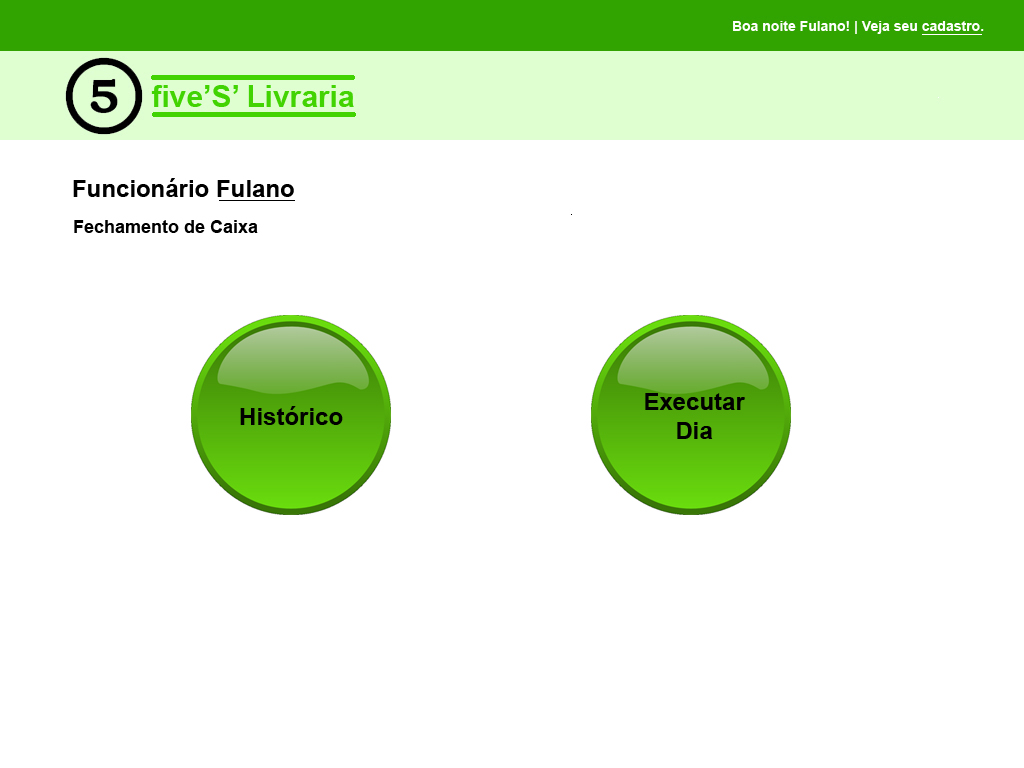 Boa noite Fulano! | Veja seu cadastro.
5
five’S’ Livraria
Funcionário Fulano
Fechamento de Caixa
Histórico
Executar
Dia